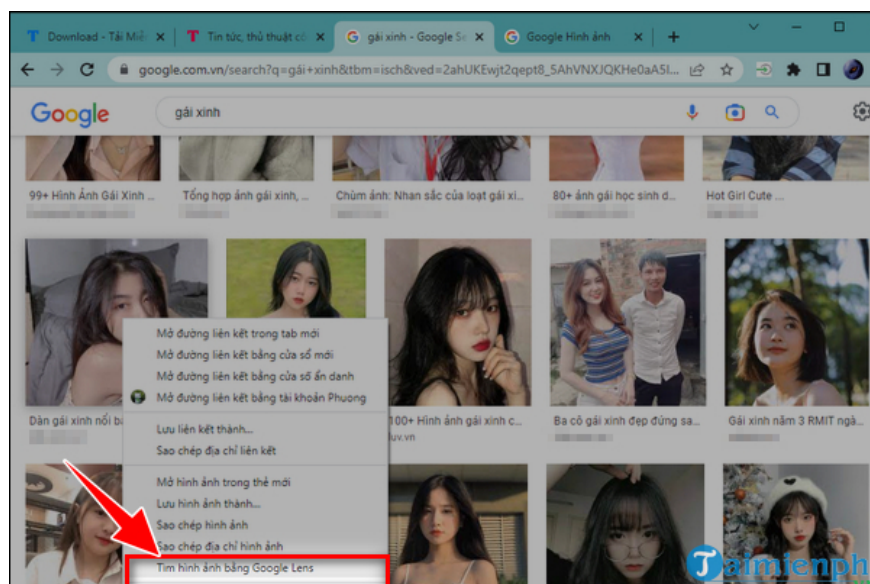 Download - Tải Miễ
Tin tức, thủ thuật cô
gái xinh - Google Se
Google Hình ảnh
google.com.vn/search?q=gái+xinh&tbm=isch&ved=2ahUKEwjt2qept8_5AhVNXJQKHe0aA5I...
Google
gái xinh
99+ Hình Ảnh Gái Xinh ...
Tổng hợp ảnh gái xinh, ...
Chùm ảnh: Nhan sắc của loạt gái xi...
80+ ảnh gái học sinh d...
Hot Girl Cute ...
Mở đường liên kết trong tab mới
Mở đường liên kết bằng cửa sổ mới
Mở đường liên kết bằng cửa sổ ẩn danh
Mở đường liên kết bằng tài khoản Phuong
Dàn gái xinh nổi bậ
100+ Hình ảnh gái xinh c...
Ba cô gái xinh đẹp đứng sa...
Gái xinh năm 3 RMIT ngà...
luv.vn
Lưu liên kết thành...
Sao chép địa chỉ liên kết
Mở hình ảnh trong thẻ mới
Lưu hình ảnh thành...
Sao chép hình ảnh
Sao chép địa chỉ hình ảnh
Tìm hình ảnh bằng Google Lens
Taimienph